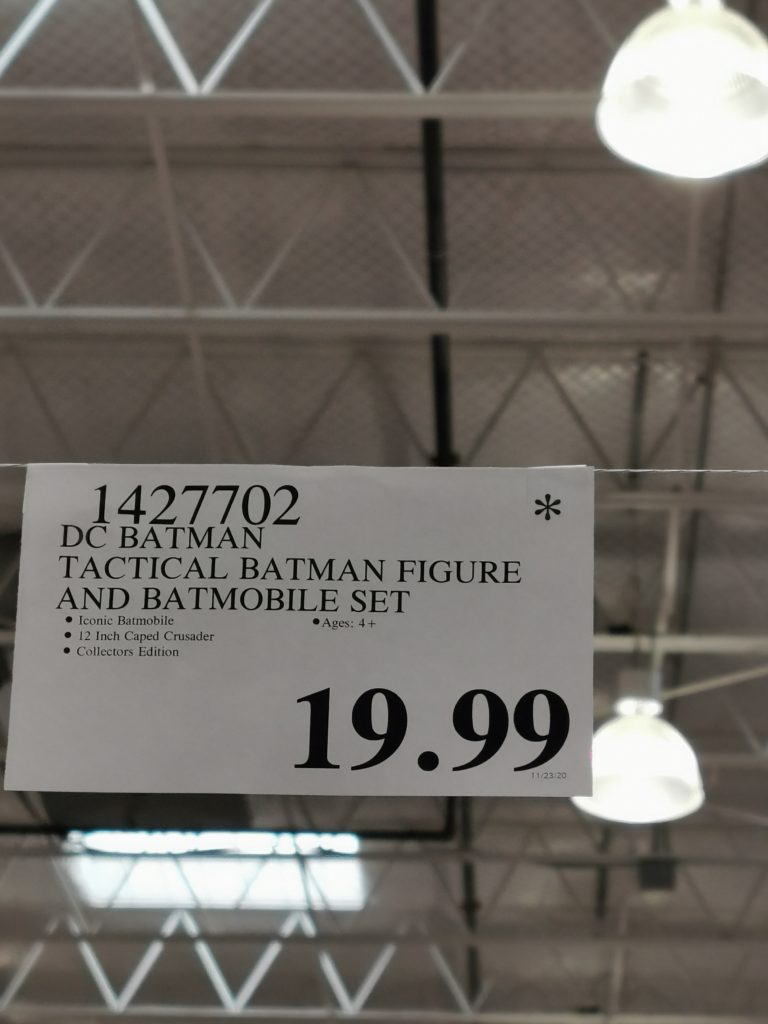 1427702 *
DC BATMAN
TACTICAL BATMAN FIGURE
AND BATMOBILE SET
• Iconic Batmobile • Ages: 4+
• 12 Inch Caped Crusader
• Collectors Edition
19.99
11/23/20